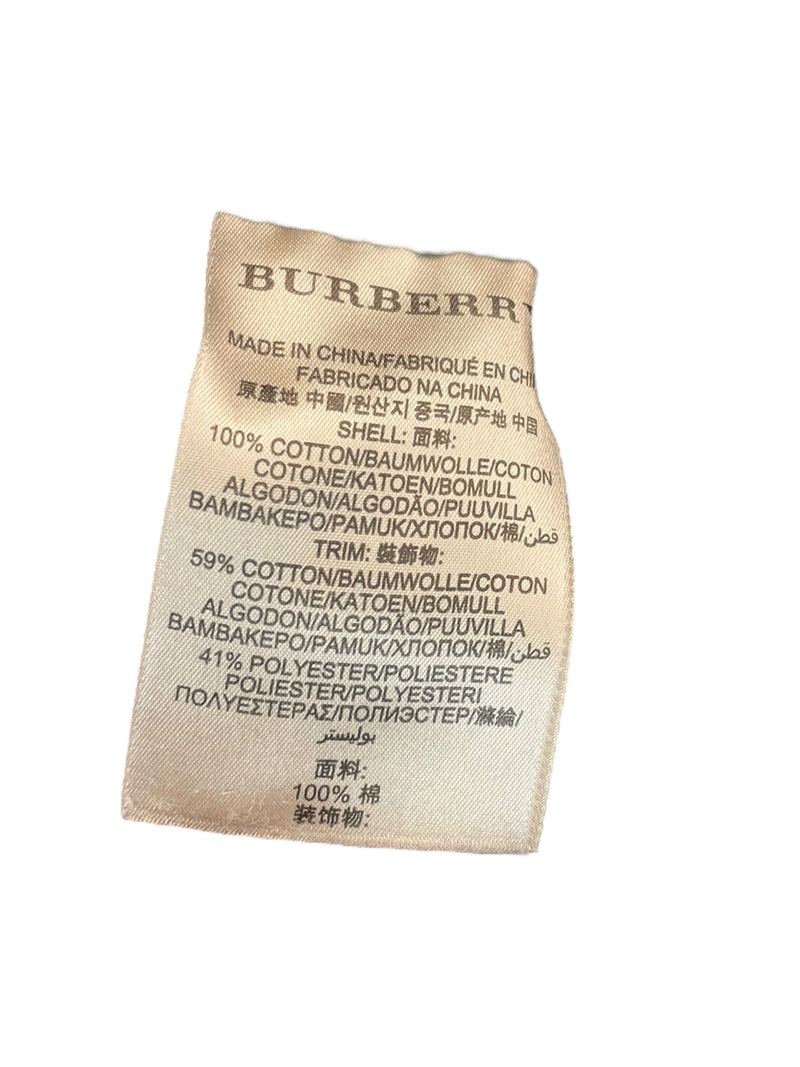 BURBERRY
MADE IN CHINA/FABRIQUÉ EN CHI
FABRICADO NA CHINA
原產地 中國/원산지 중국/原产地 中国
SHELL: 面料:
100% COTTON/BAUMWOLLE/COTON
COTONE/KATOEN/BOMULL
ALGODON/ALGODÃO/PUUVILLA
ΒΑΜΒΑΚΕΡΟ/PAMUK/ХЛОПОК/棉/قطن
TRIM: 裝飾物:
59% COTTON/BAUMWOLLE/COTON
COTONE/KATOEN/BOMULL
ALGODON/ALGODÃO/PUUVILLA
ΒΑΜΒΑΚΕΡΟ/PAMUK/ХЛОПОК/棉/قطن
41% POLYESTER/POLIESTERE
POLIESTER/POLYESTERI
ΠΟΛΥΕΣΤΕΡΑΣ/ПОЛИЭСТЕР/滌綸/
بوليستر
面料:
100% 棉
装饰物: